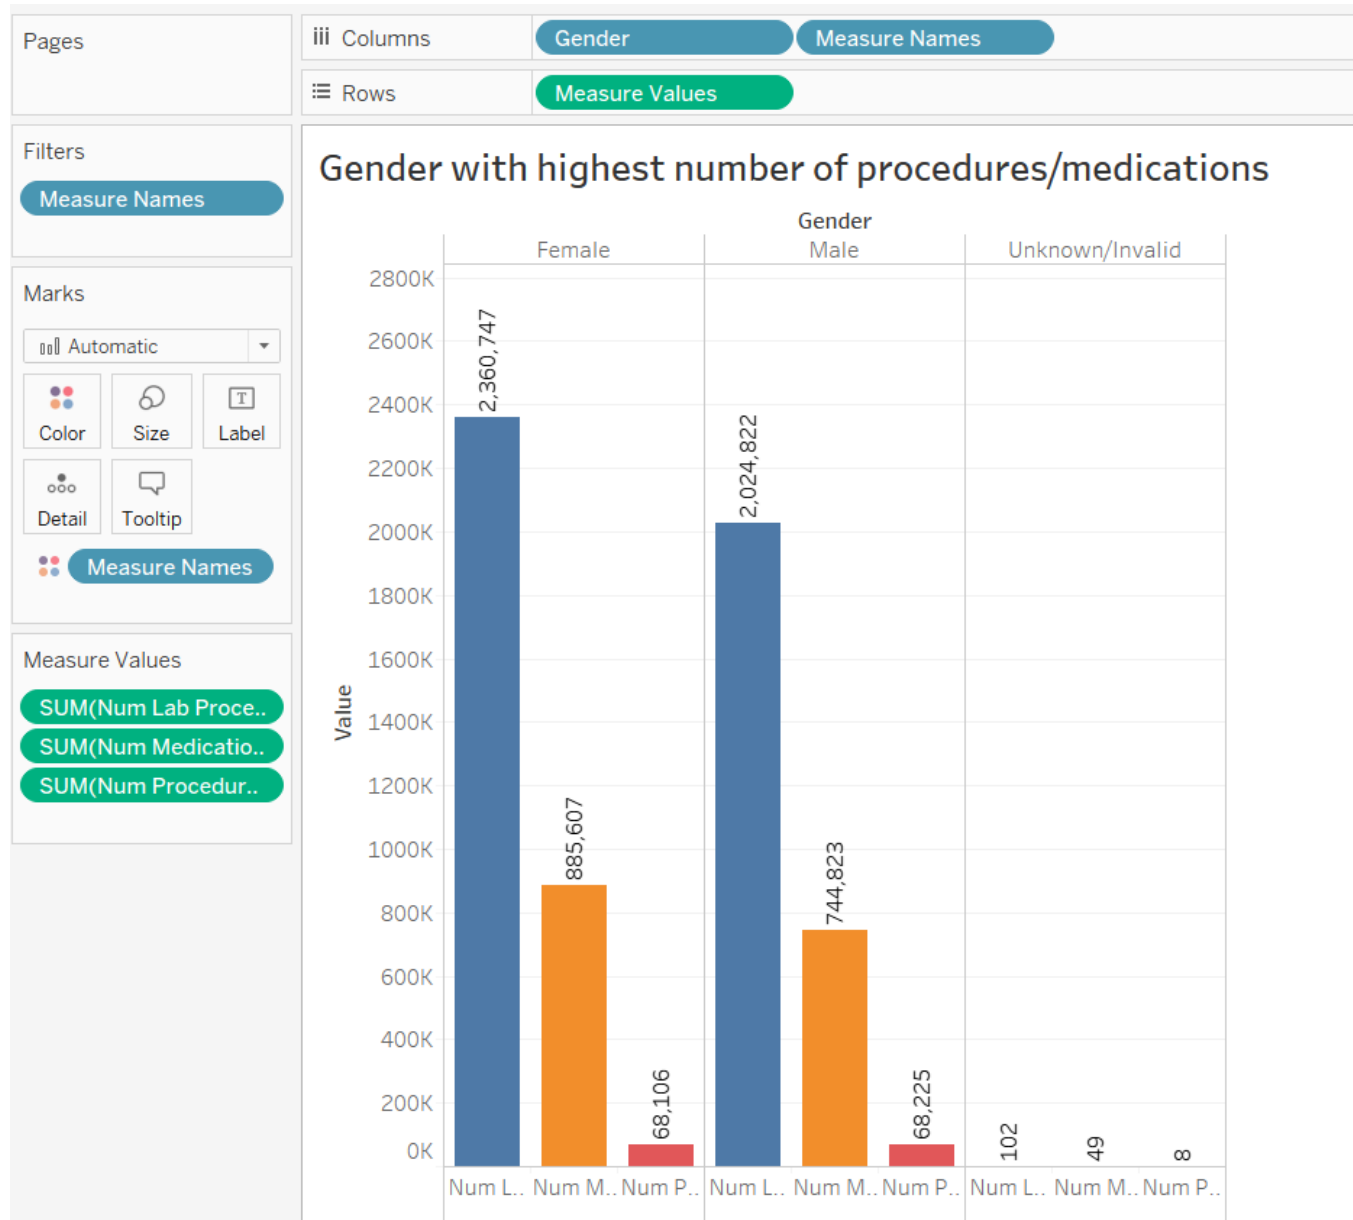 Pages
Columns
Gender
Measure Names
Rows
Measure Values
Filters
Measure Names
Marks
Automatic
Color
Size
Label
Detail
Tooltip
Measure Names
Measure Values
SUM(Num Lab Proce..
SUM(Num Medicatio..
SUM(Num Procedur..
Gender with highest number of procedures/medications
Gender
Female
Male
Unknown/Invalid
2800K
2600K
2400K
2200K
2000K
1800K
1600K
1400K
1200K
1000K
800K
600K
400K
200K
0K
Value
2,360,747
885,607
68,106
2,024,822
744,823
68,225
102
49
8
Num L.. Num M.. Num P.. Num L.. Num M.. Num P.. Num L.. Num M.. Num P..